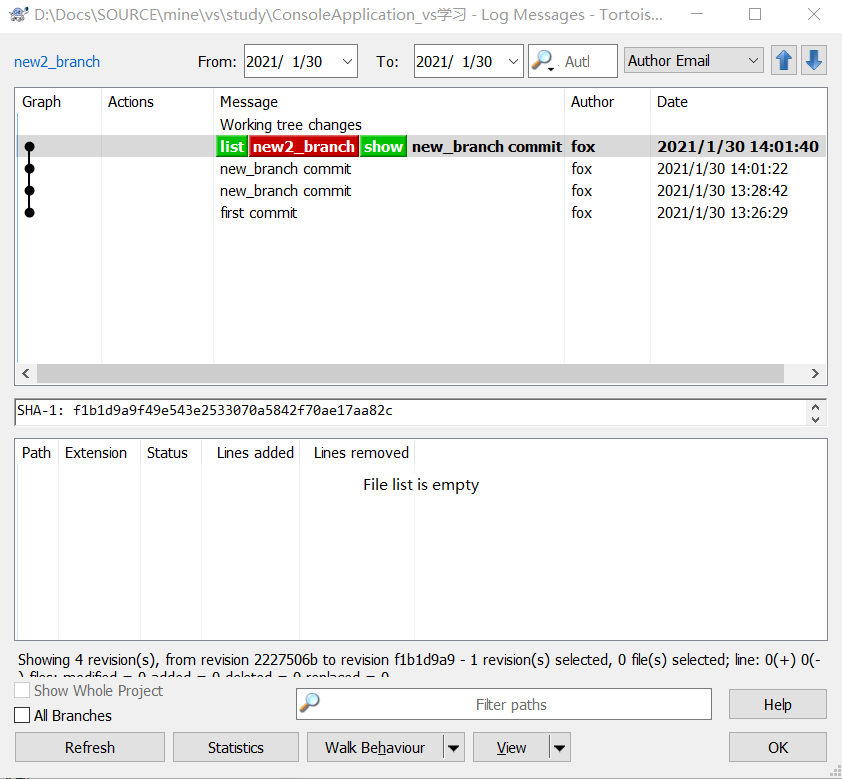 D:\Docs\SOURCE\mine\vs\study\ConsoleApplication_vs学习 - Log Messages - Tortois...
new2_branch From: 2021/ 1/30 To: 2021/ 1/30 Autl Author Email
Graph Actions Message Author Date
Working tree changes
list new2_branch show new_branch commit fox 2021/1/30 14:01:40
new_branch commit fox 2021/1/30 14:01:22
new_branch commit fox 2021/1/30 13:28:42
first commit fox 2021/1/30 13:26:29
SHA-1: f1b1d9a9f49e543e2533070a5842f70ae17aa82c
Path Extension Status Lines added Lines removed
File list is empty
Showing 4 revision(s), from revision 2227506b to revision f1b1d9a9 - 1 revision(s) selected, 0 file(s) selected; line: 0(+) 0(-
) files: modified = 0 added = 0 deleted = 0 replaced = 0
Show Whole Project
All Branches
Filter paths
Help
Refresh Statistics Walk Behaviour View OK